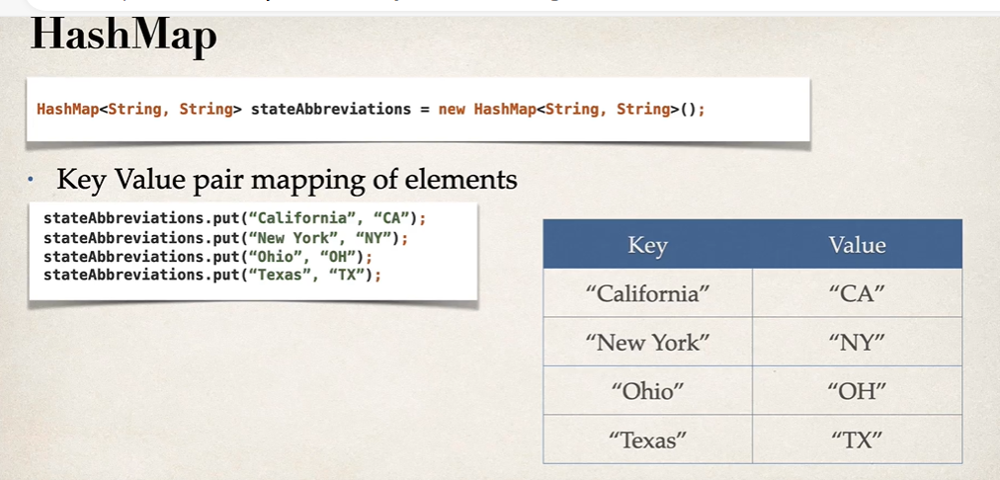 HashMap
HashMap<String, String> stateAbbreviations = new HashMap<String, String>();
• Key Value pair mapping of elements
stateAbbreviations.put(“California”, “CA”);
stateAbbreviations.put(“New York”, “NY”);
stateAbbreviations.put(“Ohio”, “OH”);
stateAbbreviations.put(“Texas”, “TX”);
Key Value
“California” “CA”
“New York” “NY”
“Ohio” “OH”
“Texas” “TX”